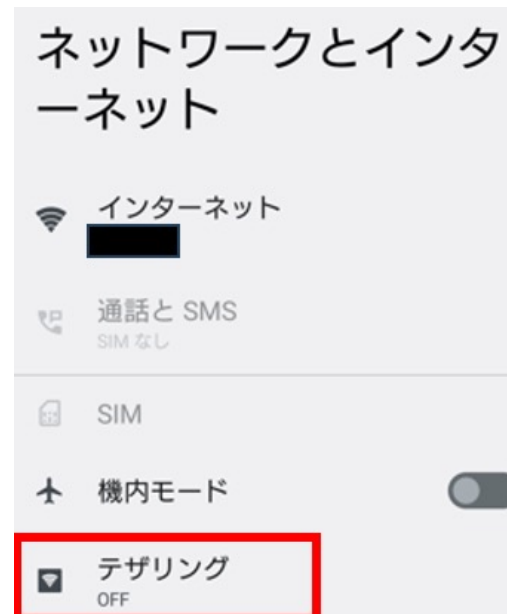 ネットワークとインタ
ーネット
インターネット
通話と SMS
SIM なし
SIM
機内モード
テザリング
OFF